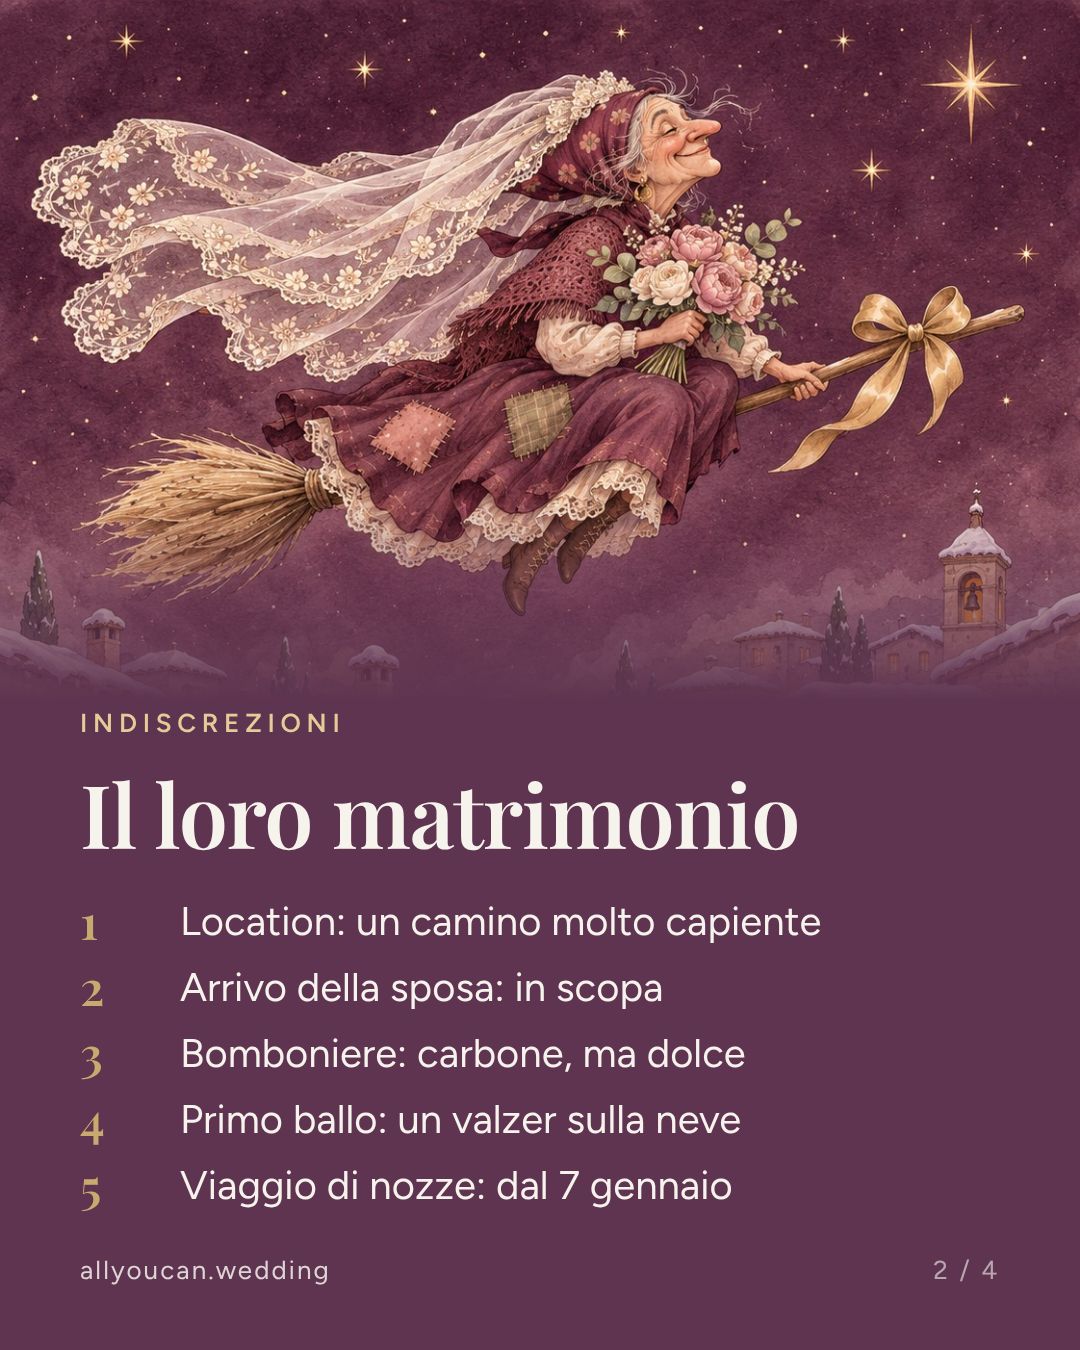 INDISCREZIONI
Il loro matrimonio
1 Location: un camino molto capiente
2 Arrivo della sposa: in scopa
3 Bomboniere: carbone, ma dolce
4 Primo ballo: un valzer sulla neve
5 Viaggio di nozze: dal 7 gennaio
allyoucan.wedding 2 / 4